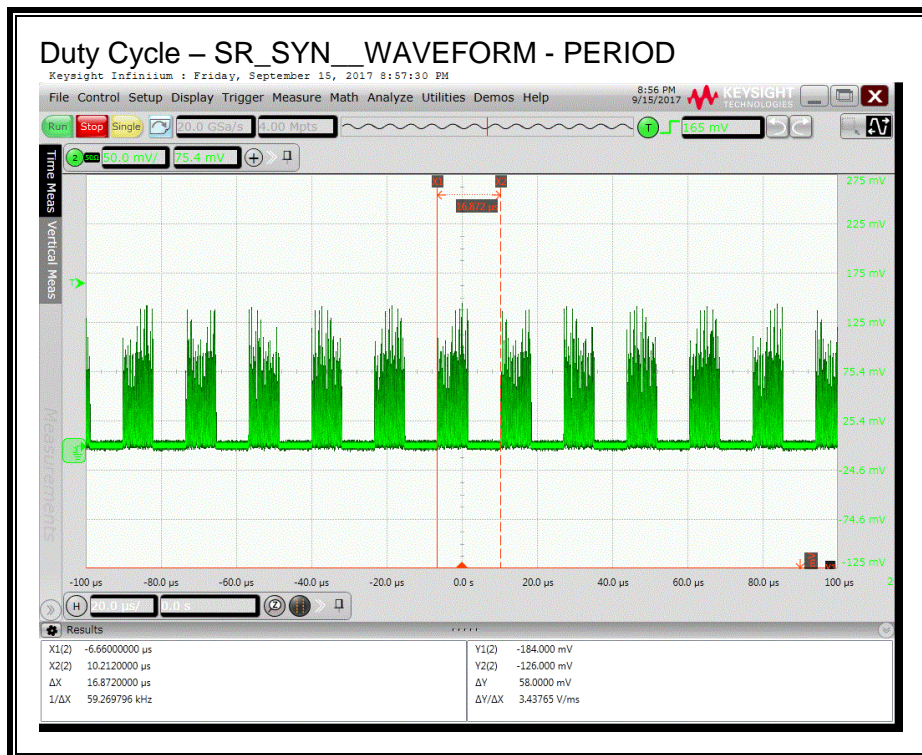 Duty Cycle – SR_SYN__WAVEFORM - PERIOD
Keysight Infiniium : Friday, September 15, 2017 8:57:30 PM
File Control Setup Display Trigger Measure Math Analyze Utilities Demos Help
8:56 PM
9/15/2017
KEYSIGHT
TECHNOLOGIES
Run Stop Single 20.0 GSa/s 4.00 Mpts T 165 mV
2 50Ω 50.0 mV/ 75.4 mV +
Time Meas
Vertical Meas
Measurements
X1 X2
16.872 µs
T
275 mV
225 mV
175 mV
125 mV
75.4 mV
25.4 mV
-24.6 mV
-74.6 mV
-125 mV
-100 µs -80.0 µs -60.0 µs -40.0 µs -20.0 µs 0.0 s 20.0 µs 40.0 µs 60.0 µs 80.0 µs 100 µs
H 20.0 µs/ 0.0 s
Results
X1(2) -6.66000000 µs
X2(2) 10.2120000 µs
ΔX 16.8720000 µs
1/ΔX 59.269796 kHz
Y1(2) -184.000 mV
Y2(2) -126.000 mV
ΔY 58.0000 mV
ΔY/ΔX 3.43765 V/ms